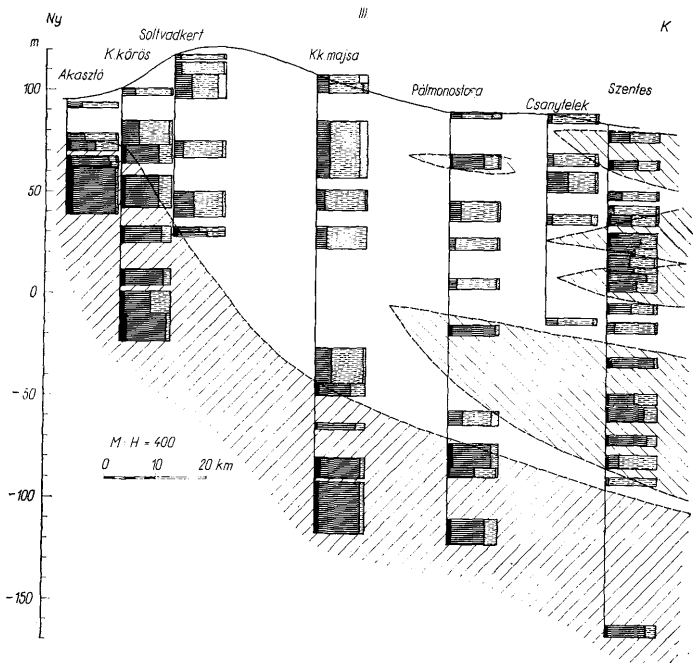 Ny
III
K
m
Soltvadkert
K.kőrös
Akasztó
Kk majsa
Pálmonostora
Csanytelek
Szentes
100
50
0
-50
-100
-150
M : H = 400
0 10 20 km